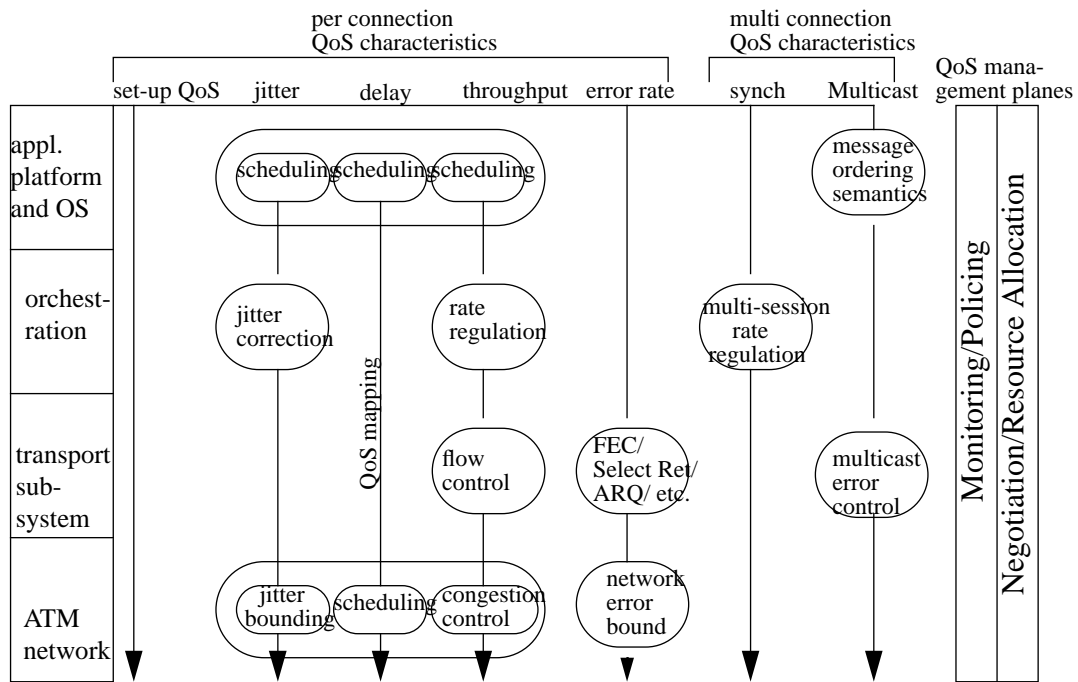 per connection
QoS characteristics
multi connection
QoS characteristics
QoS mana-
gement planes
set-up QoS
jitter
delay
throughput
error rate
synch
Multicast
appl.
platform
and OS
scheduling
scheduling
scheduling
message
ordering
semantics
orchest-
ration
jitter
correction
rate
regulation
multi-session
rate
regulation
QoS mapping
transport
sub-
system
flow
control
FEC/
Select Ret/
ARQ/ etc.
multicast
error
control
ATM
network
jitter
bounding
scheduling
congestion
control
network
error
bound
Monitoring/Policing
Negotiation/Resource Allocation